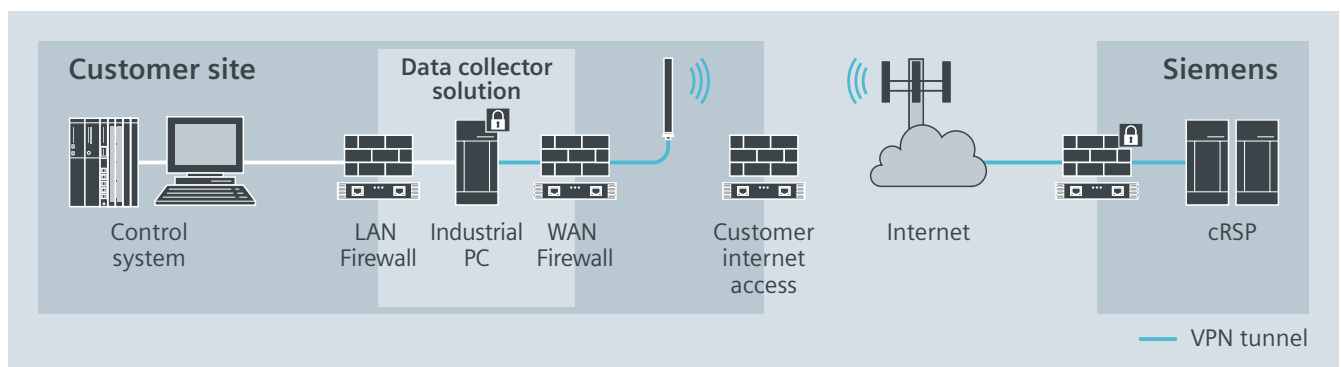 Customer site
Data collector
solution
Siemens
Control
system
LAN
Firewall
Industrial
PC
WAN
Firewall
Customer
internet
access
Internet
cRSP
VPN tunnel